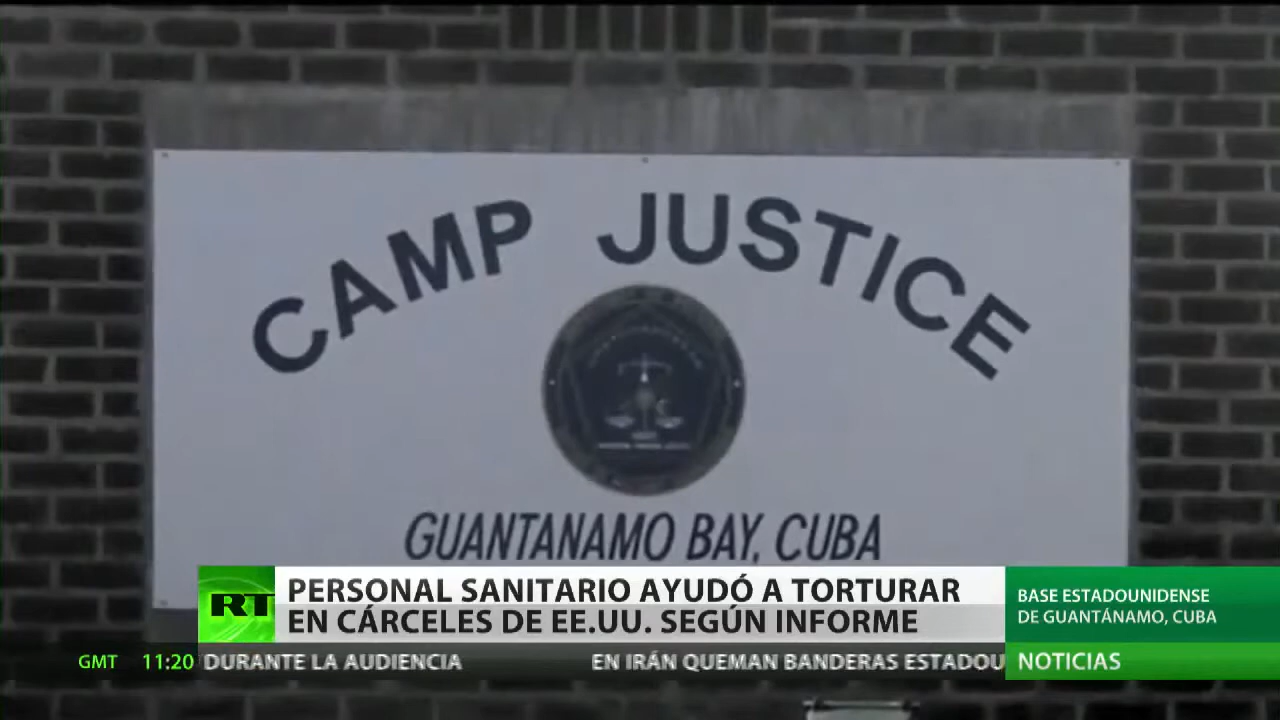 CAMP JUSTICE
GUANTANAMO BAY, CUBA
RT
PERSONAL SANITARIO AYUDÓ A TORTURAR
EN CÁRCELES DE EE.UU. SEGÚN INFORME
BASE ESTADOUNIDENSE
DE GUANTÁNAMO, CUBA
GMT 11:20 DURANTE LA AUDIENCIA EN IRÁN QUEMAN BANDERAS ESTADOU
NOTICIAS